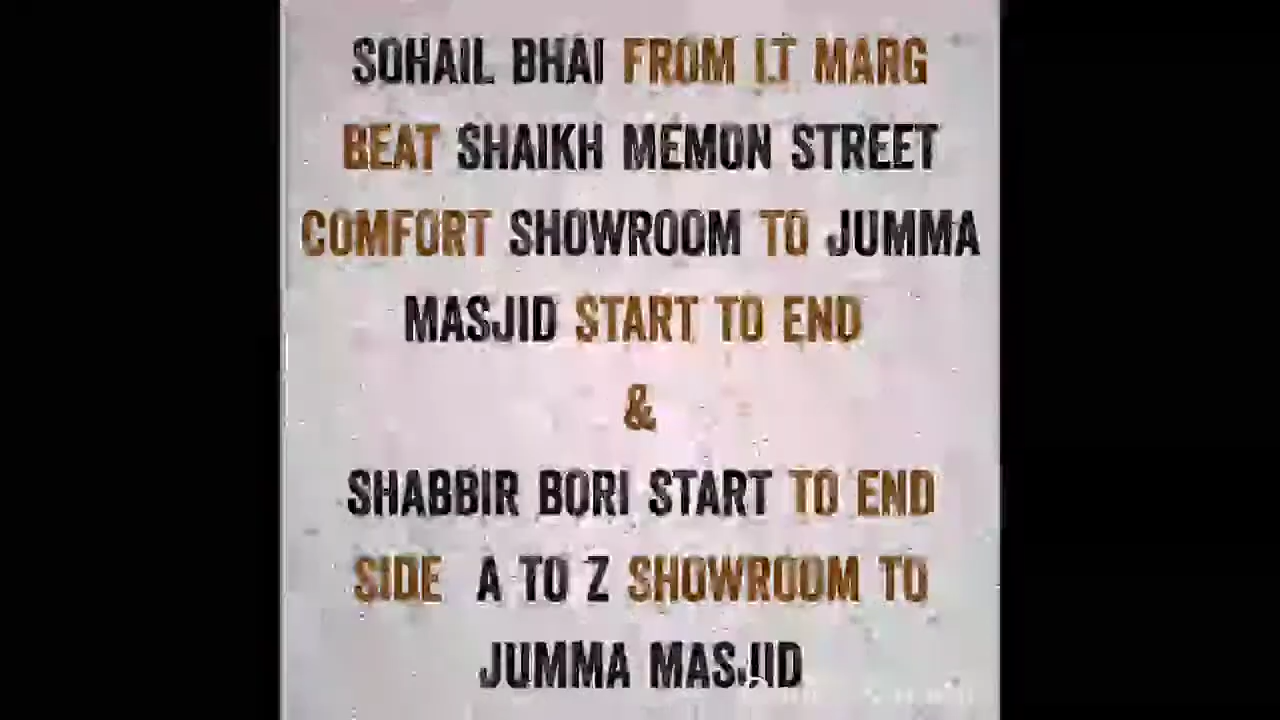 SOHAIL BHAI FROM L.T MARG
BEAT SHAIKH MEMON STREET
COMFORT SHOWROOM TO JUMMA
MASJID START TO END
&
SHABBIR BORI START TO END
SIDE A TO Z SHOWROOM TO
JUMMA MASJID